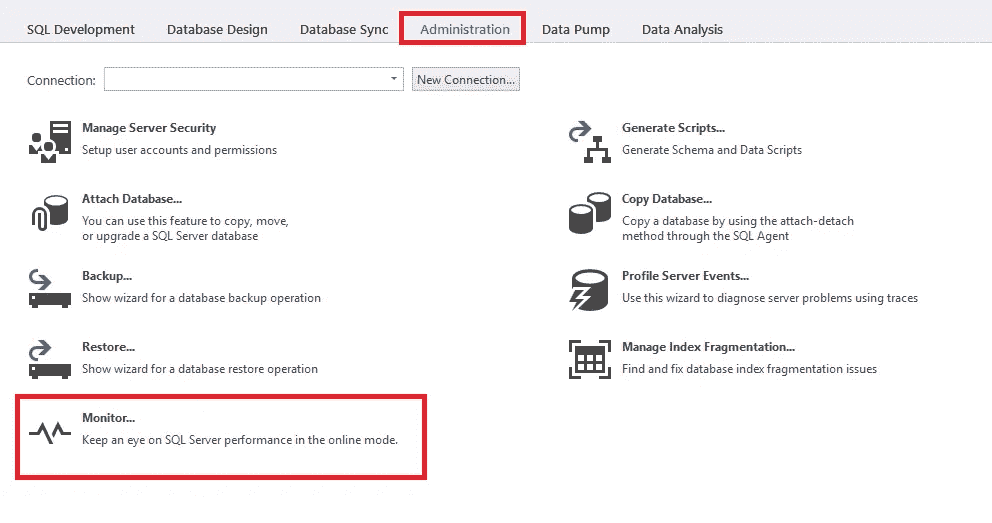 SQL Development Database Design Database Sync Administration Data Pump Data Analysis
Connection: New Connection...
Manage Server Security
Setup user accounts and permissions
Attach Database...
You can use this feature to copy, move,
or upgrade a SQL Server database
Backup...
Show wizard for a database backup operation
Restore...
Show wizard for a database restore operation
Monitor...
Keep an eye on SQL Server performance in the online mode.
Generate Scripts...
Generate Schema and Data Scripts
Copy Database...
Copy a database by using the attach-detach
method through the SQL Agent
Profile Server Events...
Use this wizard to diagnose server problems using traces
Manage Index Fragmentation...
Find and fix database index fragmentation issues